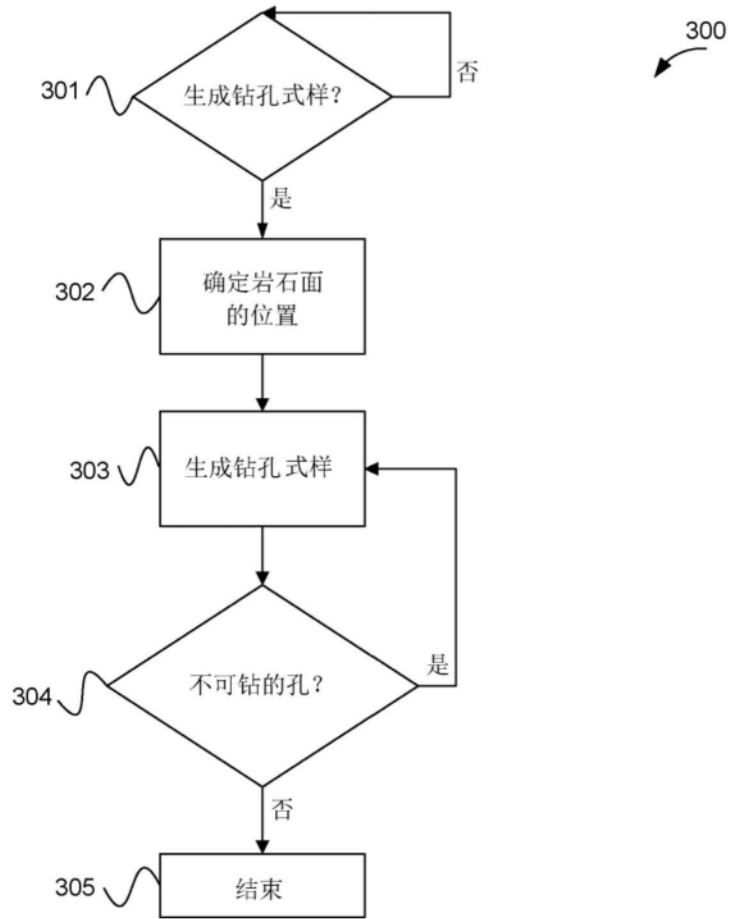 300
301
生成钻孔式样？
否
是
302
确定岩石面
的位置
303
生成钻孔式样
304
不可钻的孔？
是
否
305
结束